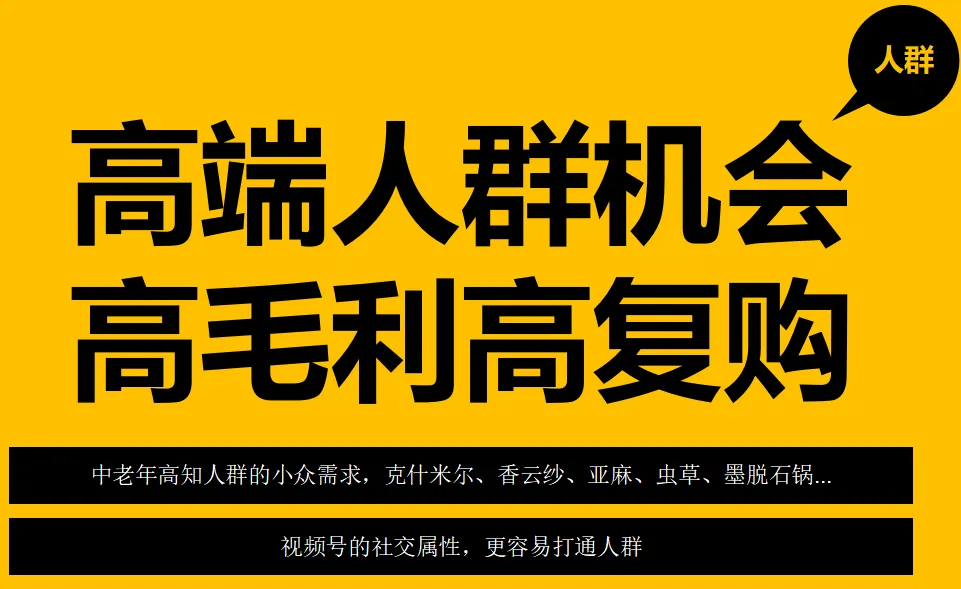 人群
高端人群机会
高毛利高复购
中老年高知人群的小众需求，克什米尔、香云纱、亚麻、虫草、墨脱石锅...
视频号的社交属性，更容易打通人群